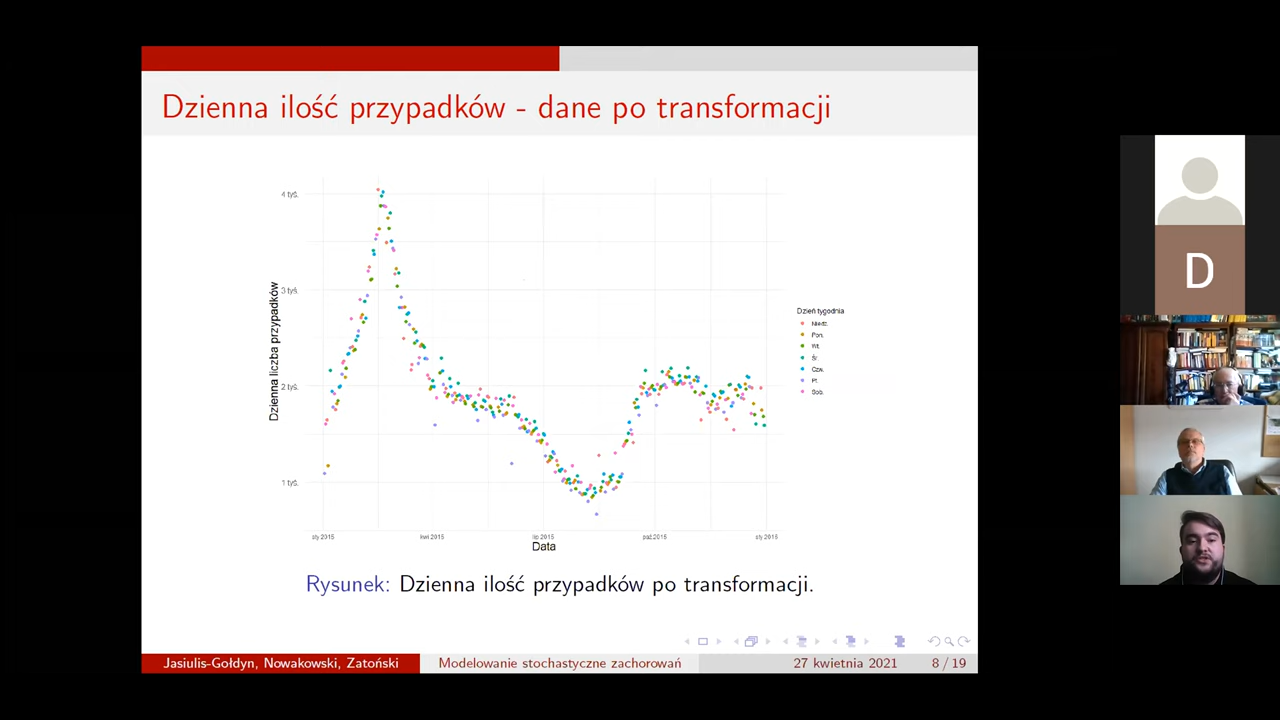 Dzienna ilość przypadków - dane po transformacji
4 tyś.
3 tyś.
2 tyś.
1 tyś.
Dzienna liczba przypadków
sty 2015
kwi 2015
lip 2015
paź 2015
sty 2016
Data
Dzień tygodnia
Niedz.
Pon.
Wt.
Śr.
Czw.
Pt.
Sob.
Rysunek: Dzienna ilość przypadków po transformacji.
Jasiulis-Gołdyn, Nowakowski, Zatoński
Modelowanie stochastyczne zachorowań
27 kwietnia 2021
8 / 19
D